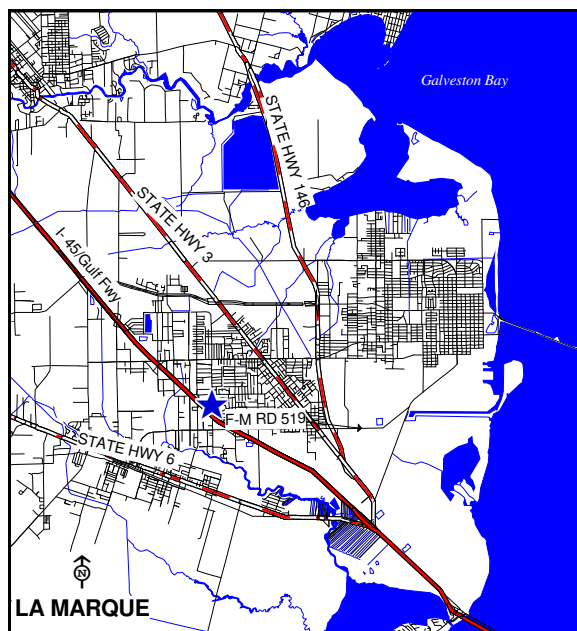 Galveston Bay
STATE HWY 146
STATE HWY 3
I- 45/Gulf Fwy
F-M RD 519
STATE HWY 6
N
LA MARQUE